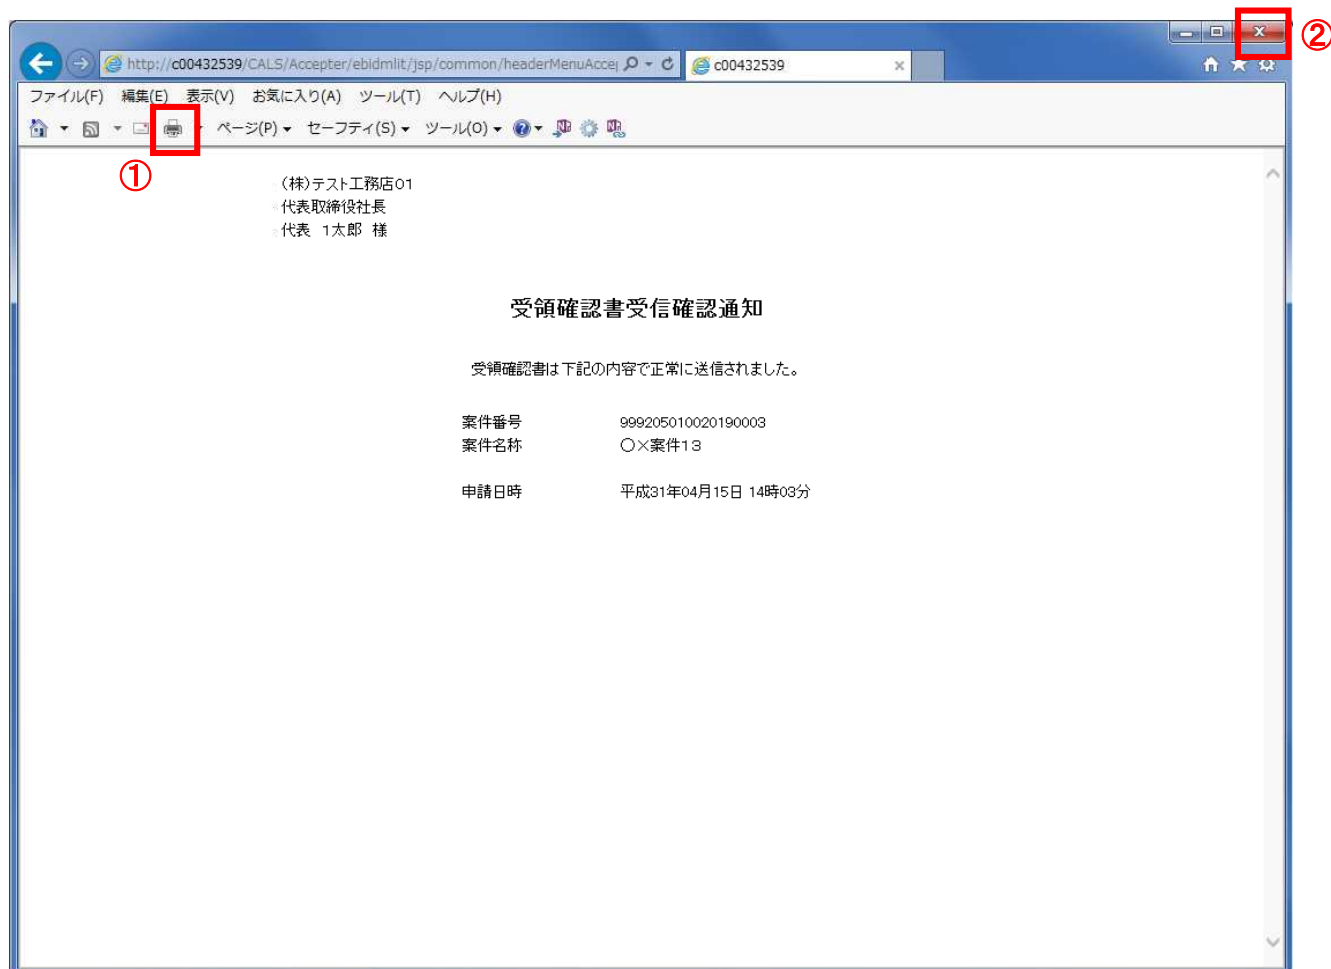 ②
http://c00432539/CALS/Accepter/ebidmlit/jsp/common/headerMenuAcce
c00432539
ファイル(F) 編集(E) 表示(V) お気に入り(A) ツール(T) ヘルプ(H)
ページ(P) セーフティ(S) ツール(O)
①
(株)テスト工務店01
代表取締役社長
代表 1太郎 様
受領確認書受信確認通知
受領確認書は下記の内容で正常に送信されました。
案件番号 999205010020190003
案件名称 〇×案件13
申請日時 平成31年04月15日 14時03分